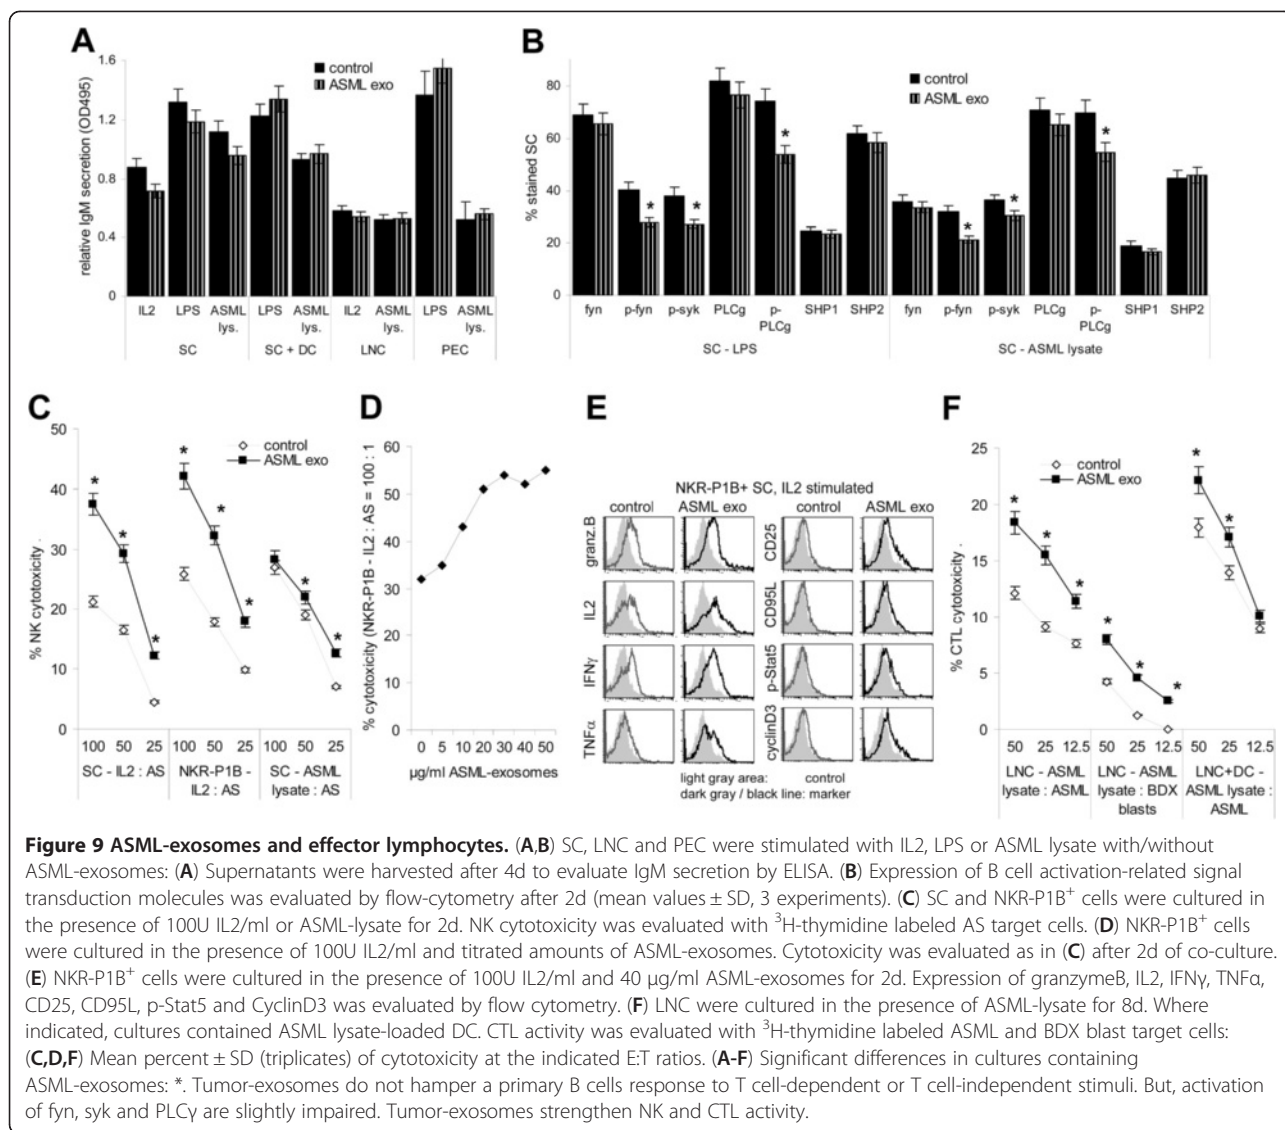 A
relative IgM secretion (OD495)
1.6
1.2
0.8
0.4
0
control
ASML exo
IL2 LPS ASML lys. LPS ASML lys. IL2 ASML lys. LPS ASML lys.
SC SC + DC LNC PEC
B
% stained SC
80
60
40
20
0
control
ASML exo
* * * * * *
fyn p-fyn p-syk PLCg p-PLCg SHP1 SHP2 fyn p-fyn p-syk PLCg p-PLCg SHP1 SHP2
SC - LPS SC - ASML lysate
C
% NK cytotoxicity .
50
40
30
20
10
0
control
ASML exo
* * * * * * * *
100 50 25 100 50 25 100 50 25
SC - IL2 : AS NKR-P1B - IL2 : AS SC - ASML lysate : AS
D
% cytotoxicity (NKR-P1B - IL2 : AS = 100 : 1
60
50
40
30
20
10
0
0 5 10 20 30 40 50
µg/ml ASML-exosomes
E
NKR-P1B+ SC, IL2 stimulated
control ASML exo control ASML exo
granz.B CD25
IL2 CD95L
IFNγ p-Stat5
TNFα cyclinD3
light gray area: control
dark gray / black line: marker
F
% CTL cytotoxicity .
25
20
15
10
5
0
control
ASML exo
* * * * * * * *
50 25 12.5 50 25 12.5 50 25 12.5
LNC - ASML lysate : ASML LNC - ASML lysate : BDX blasts LNC+DC - ASML lysate : ASML
Figure 9 ASML-exosomes and effector lymphocytes. (A,B) SC, LNC and PEC were stimulated with IL2, LPS or ASML lysate with/without
ASML-exosomes: (A) Supernatants were harvested after 4d to evaluate IgM secretion by ELISA. (B) Expression of B cell activation-related signal
transduction molecules was evaluated by flow-cytometry after 2d (mean values ± SD, 3 experiments). (C) SC and NKR-P1B⁺ cells were cultured in
the presence of 100U IL2/ml or ASML-lysate for 2d. NK cytotoxicity was evaluated with ³H-thymidine labeled AS target cells. (D) NKR-P1B⁺ cells
were cultured in the presence of 100U IL2/ml and titrated amounts of ASML-exosomes. Cytotoxicity was evaluated as in (C) after 2d of co-culture.
(E) NKR-P1B⁺ cells were cultured in the presence of 100U IL2/ml and 40 μg/ml ASML-exosomes for 2d. Expression of granzymeB, IL2, IFNγ, TNFα,
CD25, CD95L, p-Stat5 and CyclinD3 was evaluated by flow cytometry. (F) LNC were cultured in the presence of ASML-lysate for 8d. Where
indicated, cultures contained ASML lysate-loaded DC. CTL activity was evaluated with ³H-thymidine labeled ASML and BDX blast target cells:
(C,D,F) Mean percent ± SD (triplicates) of cytotoxicity at the indicated E:T ratios. (A-F) Significant differences in cultures containing
ASML-exosomes: *. Tumor-exosomes do not hamper a primary B cells response to T cell-dependent or T cell-independent stimuli. But, activation
of fyn, syk and PLCγ are slightly impaired. Tumor-exosomes strengthen NK and CTL activity.